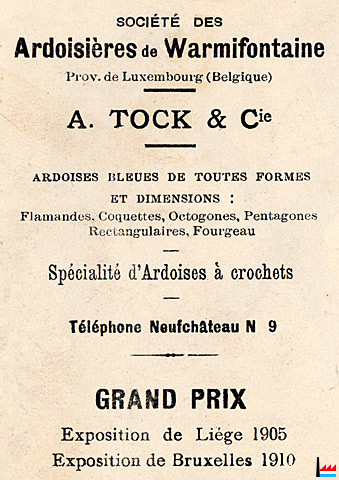 SOCIÉTÉ DES
Ardoisières de Warmifontaine
Prov. de Luxembourg (Belgique)
A. TOCK & Cie
ARDOISES BLEUES DE TOUTES FORMES
ET DIMENSIONS :
Flamandes, Coquettes, Octogones, Pentagones
Rectangulaires, Fourgeau
Spécialité d'Ardoises à crochets
Téléphone Neufchâteau N 9
GRAND PRIX
Exposition de Liége 1905
Exposition de Bruxelles 1910